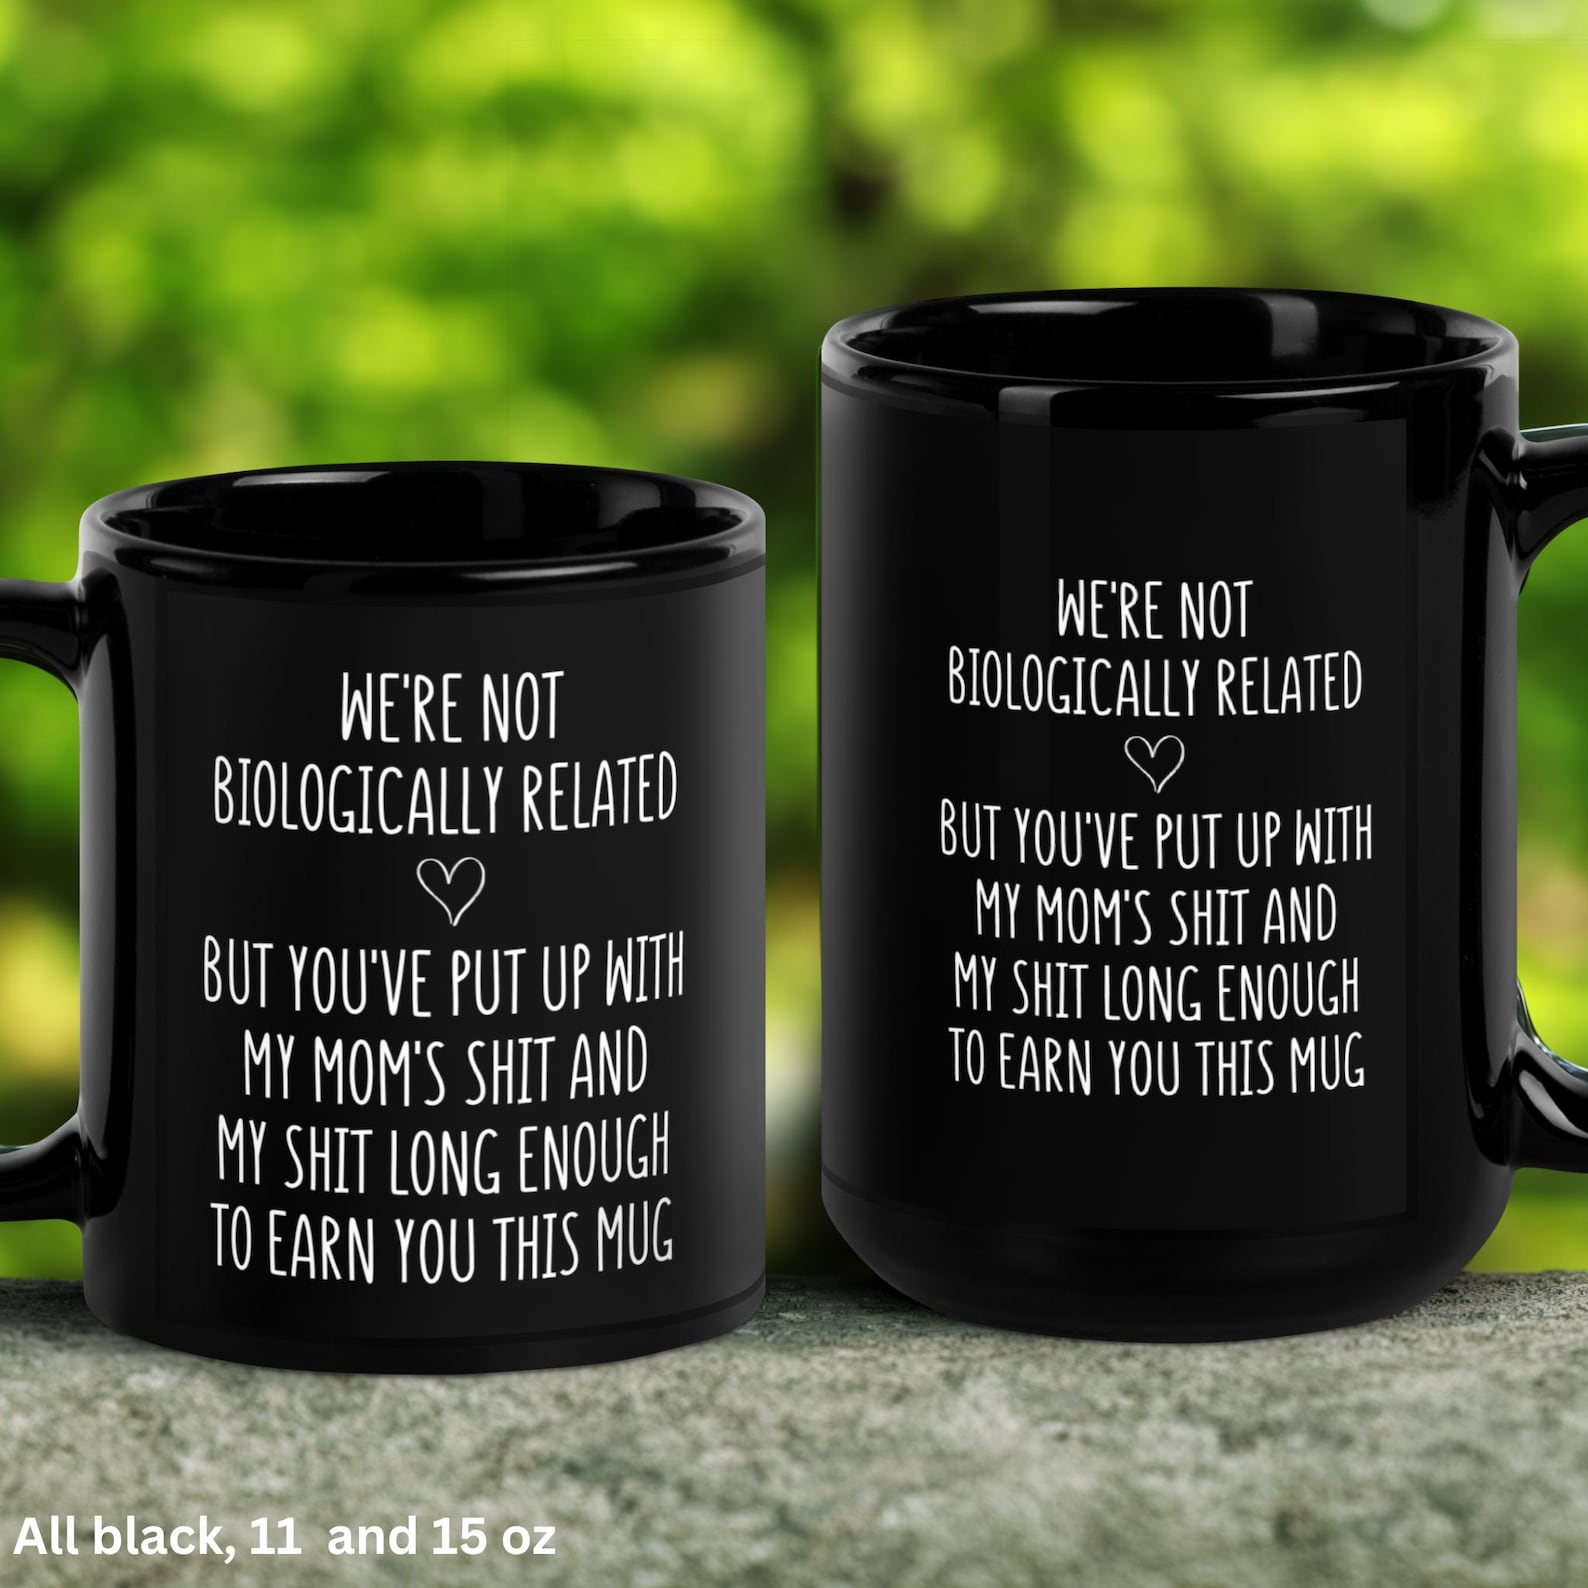 WE'RE NOT
BIOLOGICALLY RELATED
BUT YOU'VE PUT UP WITH
MY MOM'S SHIT AND
MY SHIT LONG ENOUGH
TO EARN YOU THIS MUG
WE'RE NOT
BIOLOGICALLY RELATED
BUT YOU'VE PUT UP WITH
MY MOM'S SHIT AND
MY SHIT LONG ENOUGH
TO EARN YOU THIS MUG
All black, 11 and 15 oz